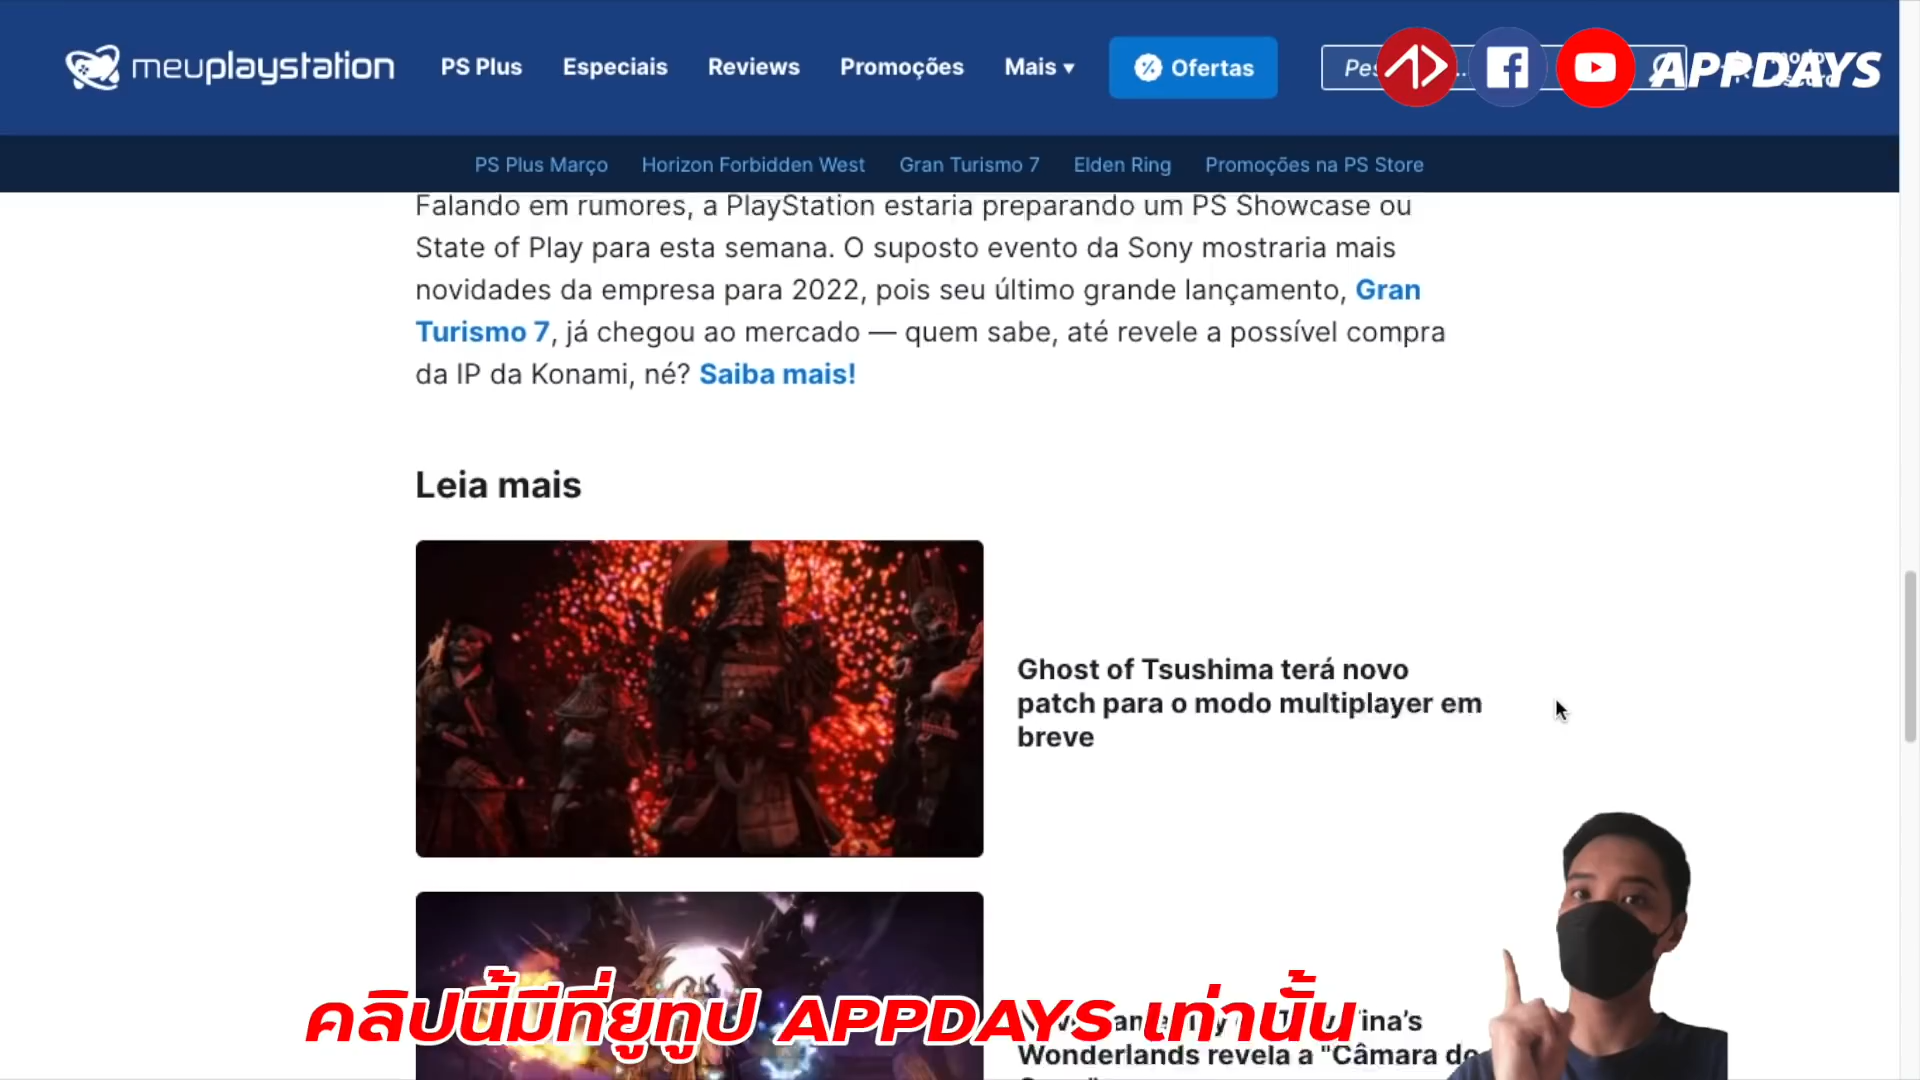 meuplaystation
PS Plus
Especiais
Reviews
Promoções
Mais
Ofertas
APPDAYS
PS Plus Março
Horizon Forbidden West
Gran Turismo 7
Elden Ring
Promoções na PS Store
Falando em rumores, a PlayStation estaria preparando um PS Showcase ou
State of Play para esta semana. O suposto evento da Sony mostraria mais
novidades da empresa para 2022, pois seu último grande lançamento, Gran
Turismo 7, já chegou ao mercado — quem sabe, até revele a possível compra
da IP da Konami, né? Saiba mais!
Leia mais
Ghost of Tsushima terá novo
patch para o modo multiplayer em
breve
คลิปนี้มีที่ยูทูป APPDAYS เท่านั้น
Wonderlands revela a "Câmara do